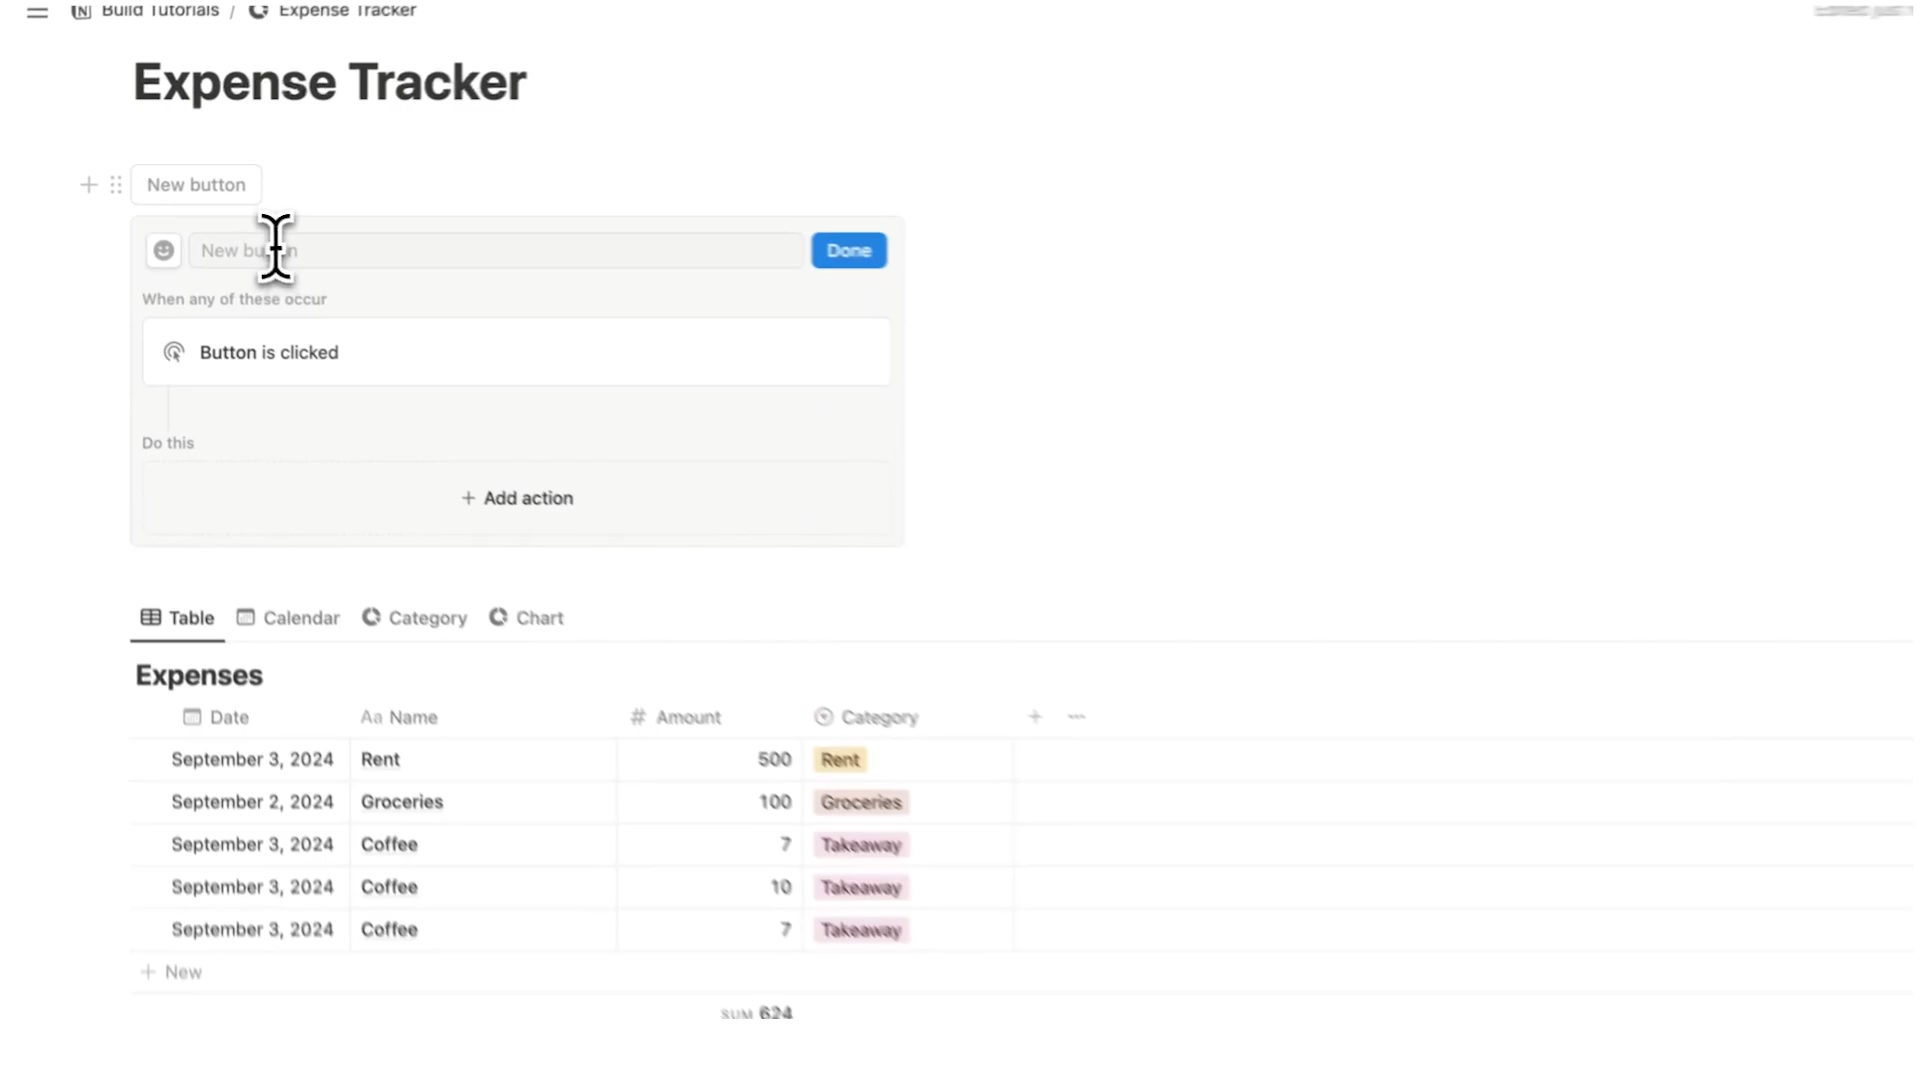 Build Tutorials / Expense Tracker
Expense Tracker
New button
New button
Done
When any of these occur
Button is clicked
Do this
+ Add action
Table Calendar Category Chart
Expenses
Date Aa Name # Amount Category + ...
September 3, 2024 Rent 500 Rent
September 2, 2024 Groceries 100 Groceries
September 3, 2024 Coffee 7 Takeaway
September 3, 2024 Coffee 10 Takeaway
September 3, 2024 Coffee 7 Takeaway
+ New
SUM 624